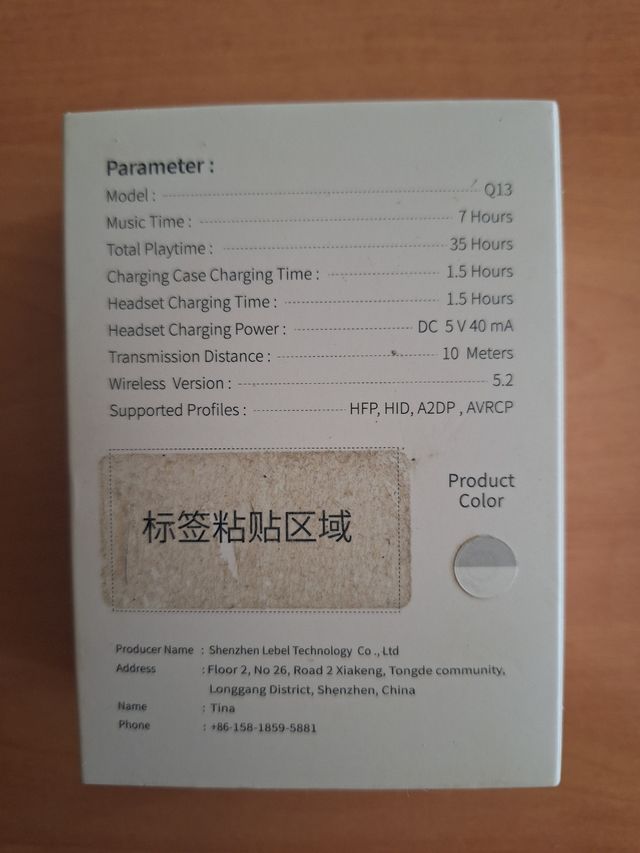 Parameter :
Model : Q13
Music Time : 7 Hours
Total Playtime : 35 Hours
Charging Case Charging Time : 1.5 Hours
Headset Charging Time : 1.5 Hours
Headset Charging Power : DC 5 V 40 mA
Transmission Distance : 10 Meters
Wireless Version : 5.2
Supported Profiles : HFP, HID, A2DP , AVRCP
标签粘贴区域
Product
Color
Producer Name : Shenzhen Lebel Technology Co ., Ltd
Address : Floor 2, No 26, Road 2 Xiakeng, Tongde community,
Longgang District, Shenzhen, China
Name : Tina
Phone : +86-158-1859-5881